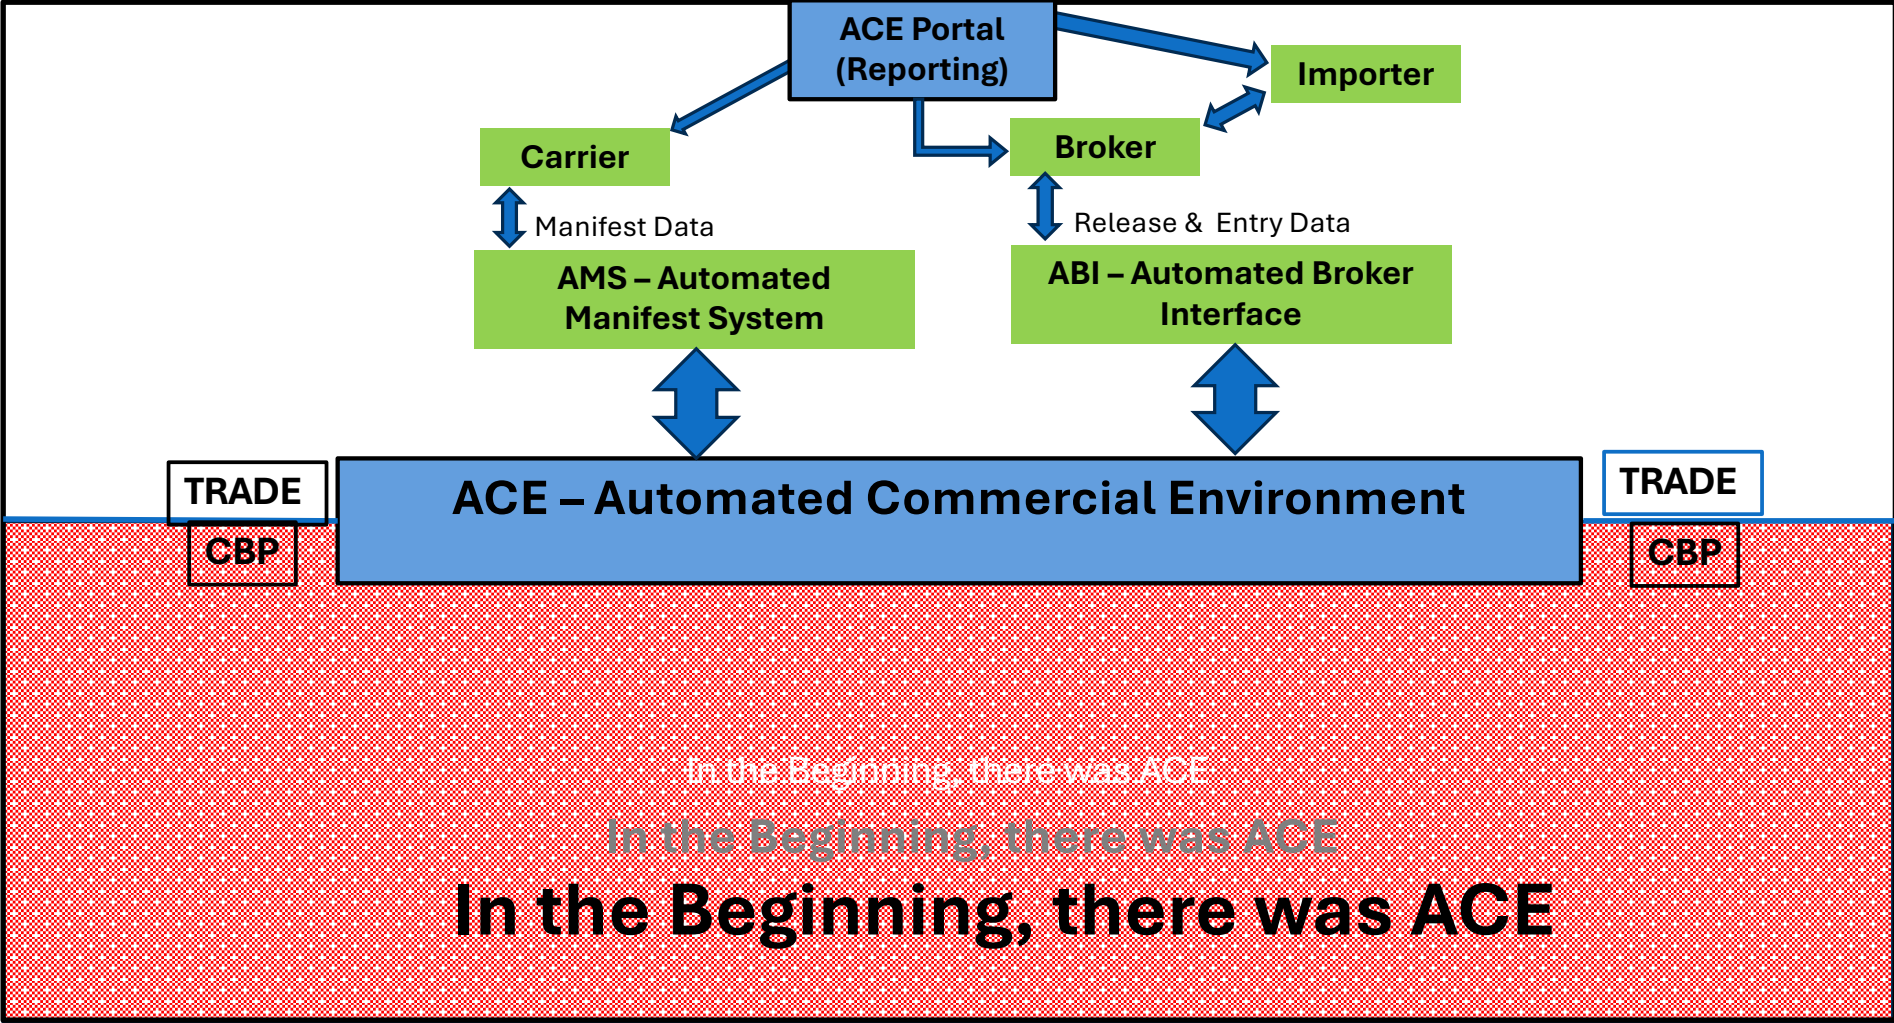 ACE Portal
(Reporting)
Importer
Carrier
Broker
Manifest Data
Release & Entry Data
AMS – Automated
Manifest System
ABI – Automated Broker
Interface
TRADE
ACE – Automated Commercial Environment
TRADE
CBP
CBP
In the Beginning, there was ACE
In the Beginning, there was ACE
In the Beginning, there was ACE